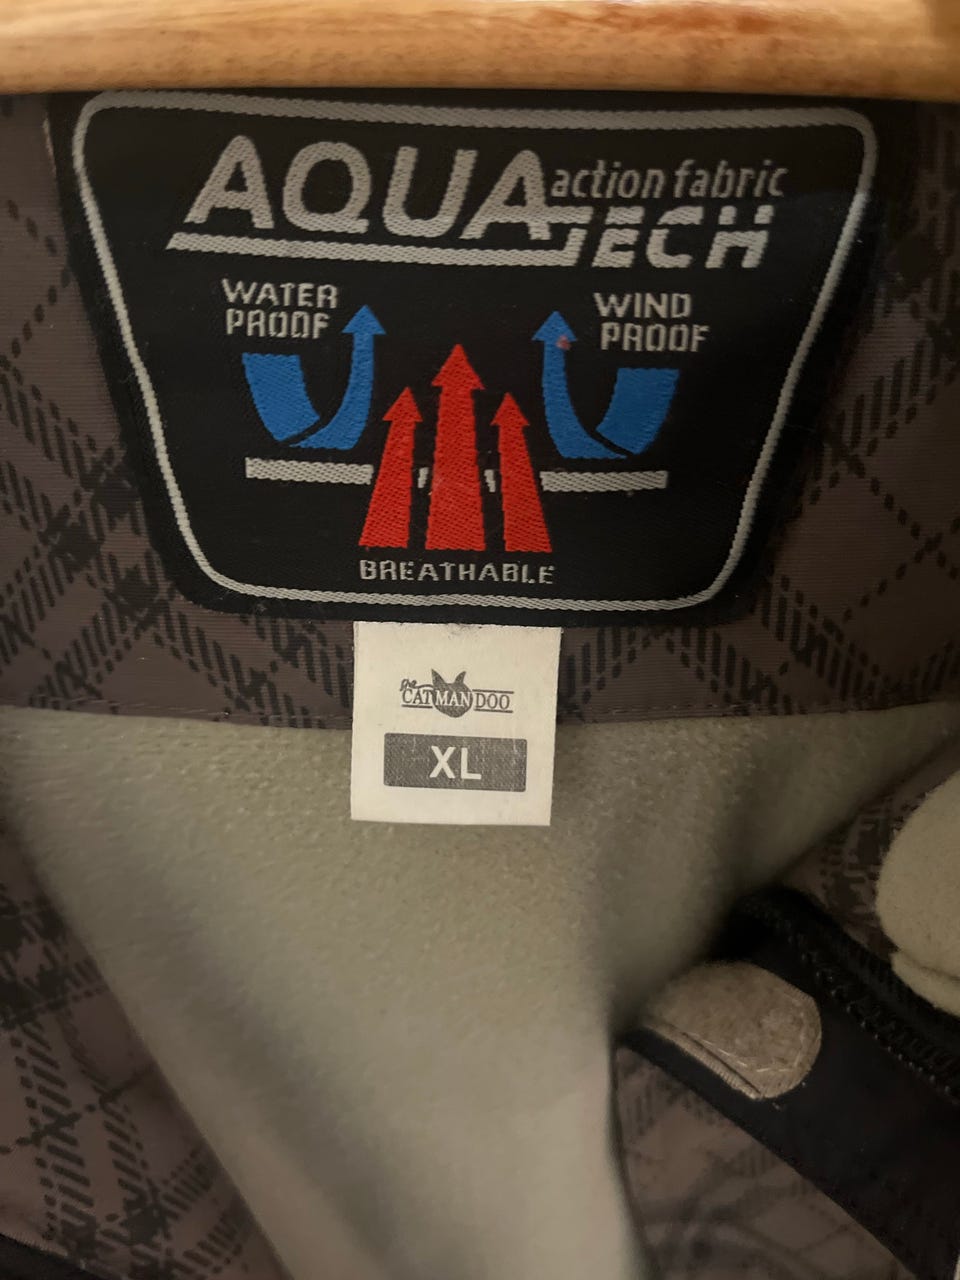 AQUA action fabric
TECH
WATER
PROOF
WIND
PROOF
BREATHABLE
the
CATMANDOO
XL